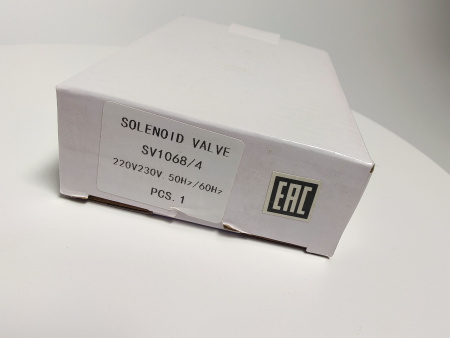 SOLENOID VALVE
SV1068/4
220V230V 50Hz/60Hz
PCS.1
EAC